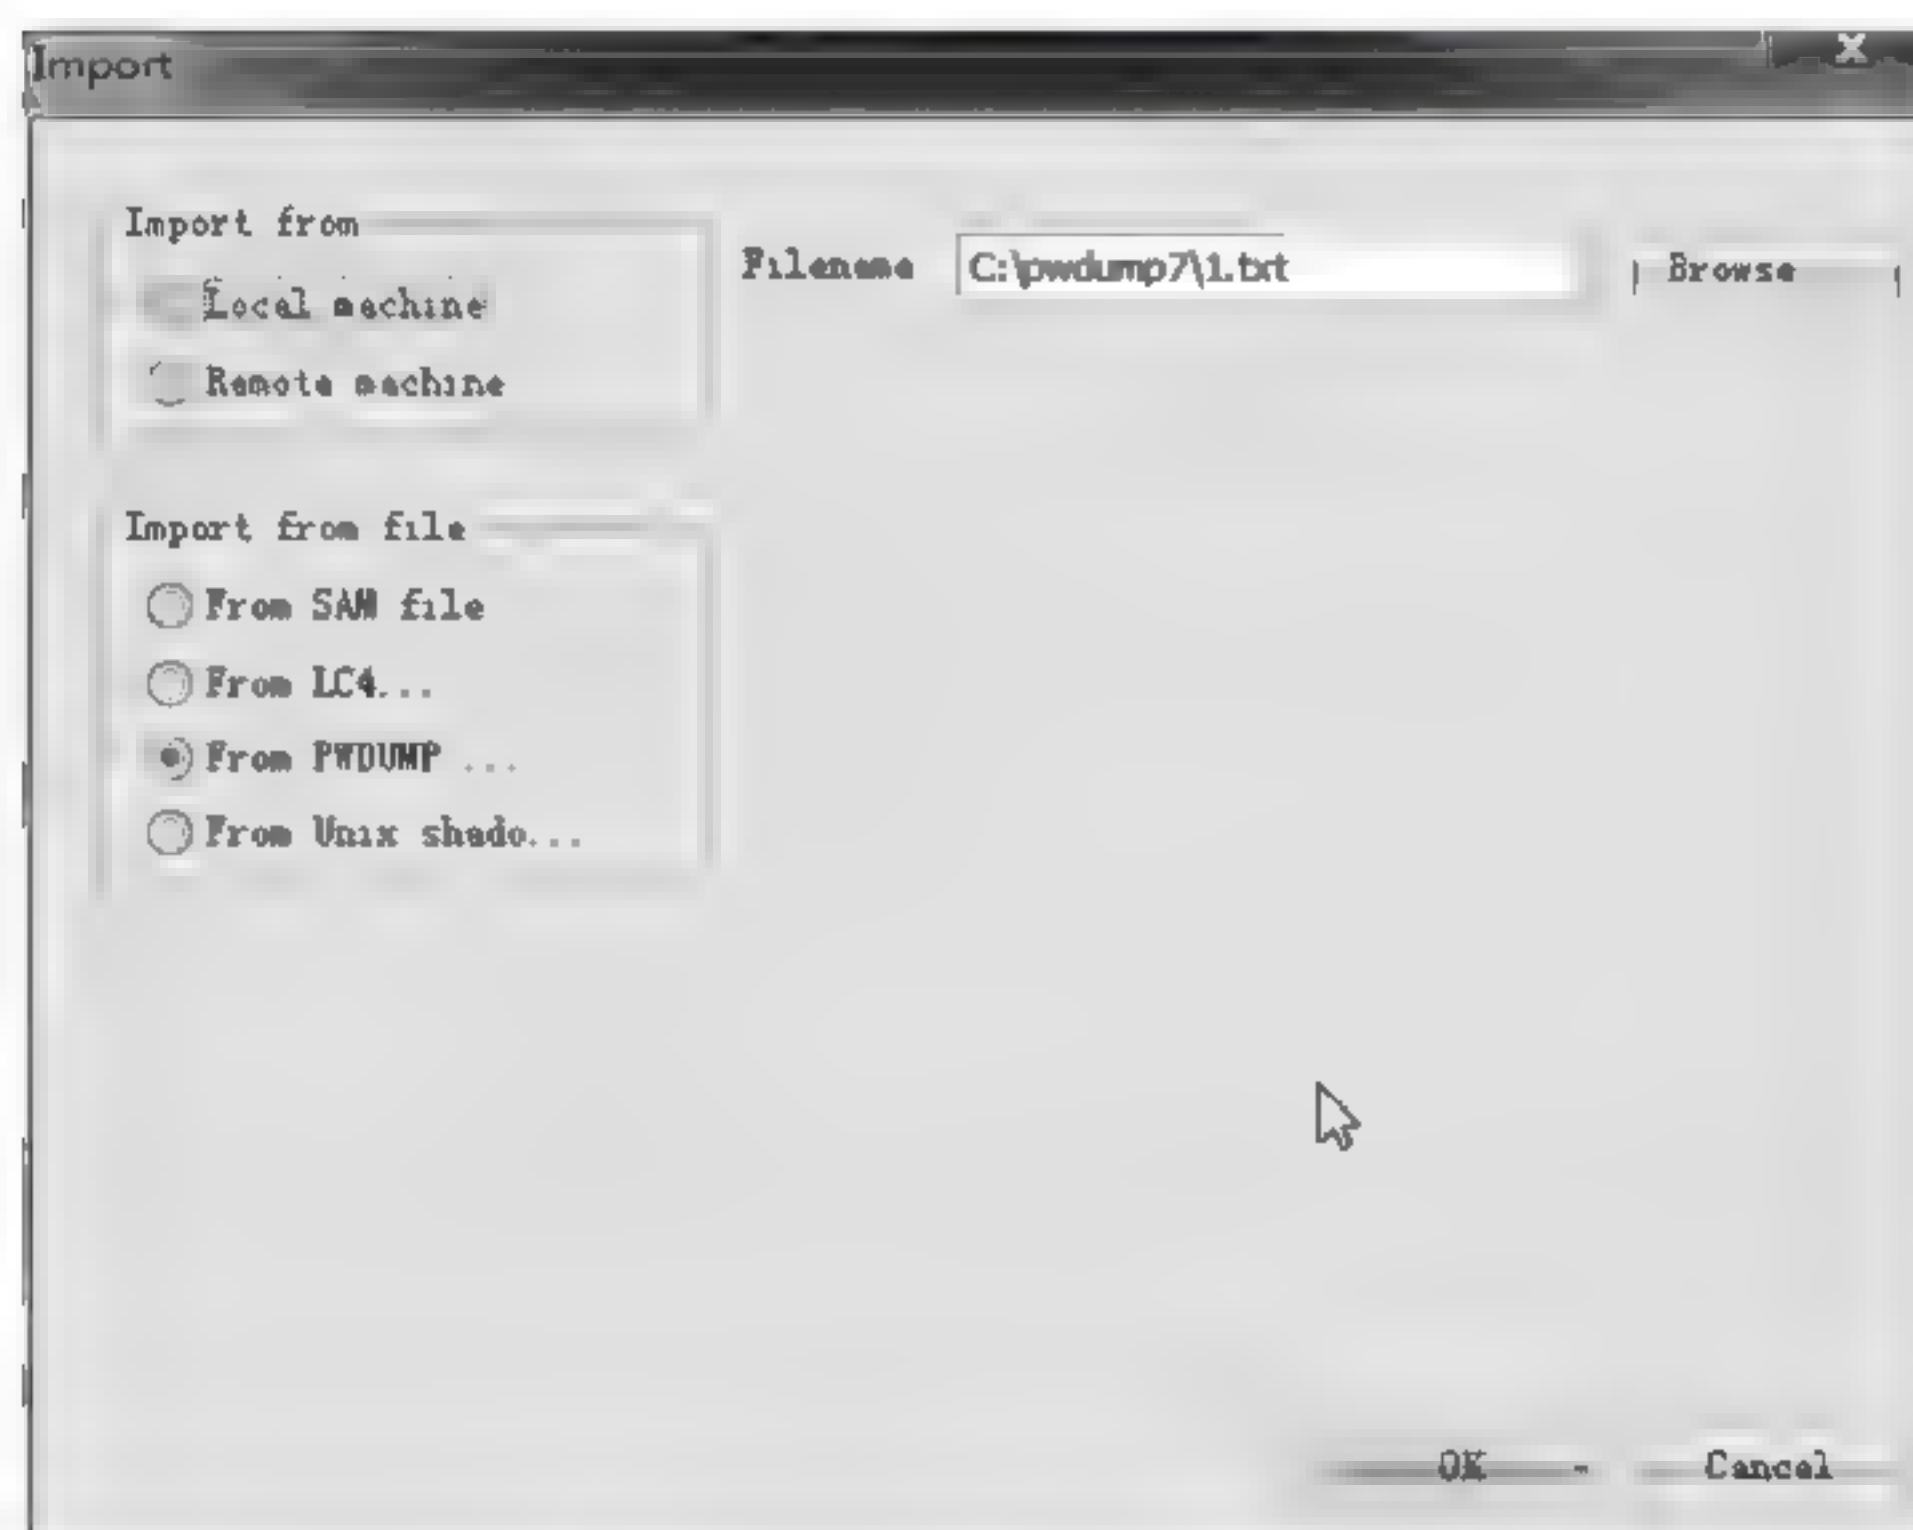 Import
Import from
Local machine
Remote machine
Filename
C:\pwdump7\1.txt
Browse
Import from file
From SAM file
From LC4...
From PWDUMP ...
From Unix shado...
OK
Cancel